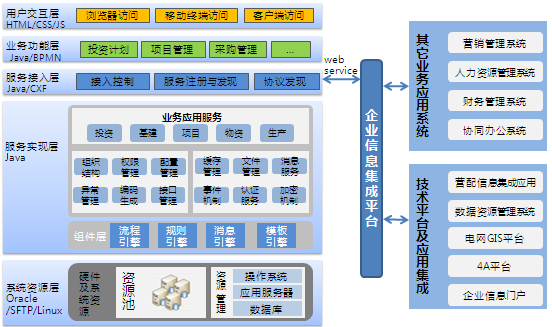 用户交互层
HTML/CSS/JS
浏览器访问
移动终端访问
客户端访问
业务功能层
Java/BPMN
投资计划
项目管理
采购管理
...
服务接入层
Java/CXF
接入控制
服务注册与发现
协议发现
web
service
服务实现层
Java
业务应用服务
投资
基建
项目
物资
生产
组织
结构
权限
管理
配置
管理
缓存
管理
文件
管理
消息
服务
异常
管理
编码
生成
接口
管理
事件
机制
认证
服务
加密
机制
组件层
流程
引擎
规则
引擎
消息
引擎
模板
引擎
系统资源层
Oracle
/SFTP/Linux
硬件及系统资源
资源池
资源管理
操作系统
应用服务器
数据库
企业信息集成平台
其它业务应用系统
营销管理系统
人力资源管理系统
财务管理系统
协同办公系统
技术平台及应用集成
营配信息集成应用
数据资源管理系统
电网GIS平台
4A平台
企业信息门户